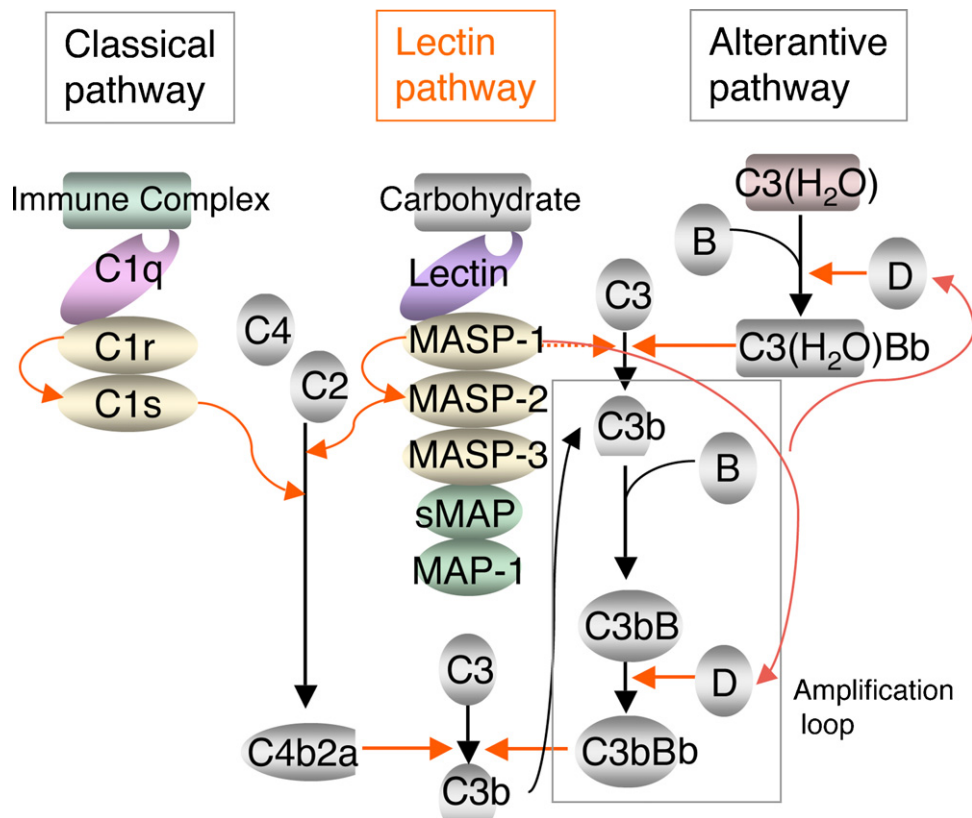 Classical
pathway
Lectin
pathway
Alterantive
pathway
Immune Complex
Carbohydrate
C3(H₂O)
C1q
Lectin
B
D
C3
C4
C1r
MASP-1
C3(H₂O)Bb
C2
C1s
MASP-2
C3b
MASP-3
B
sMAP
MAP-1
C3bB
C3
D
Amplification
loop
C4b2a
C3bBb
C3b